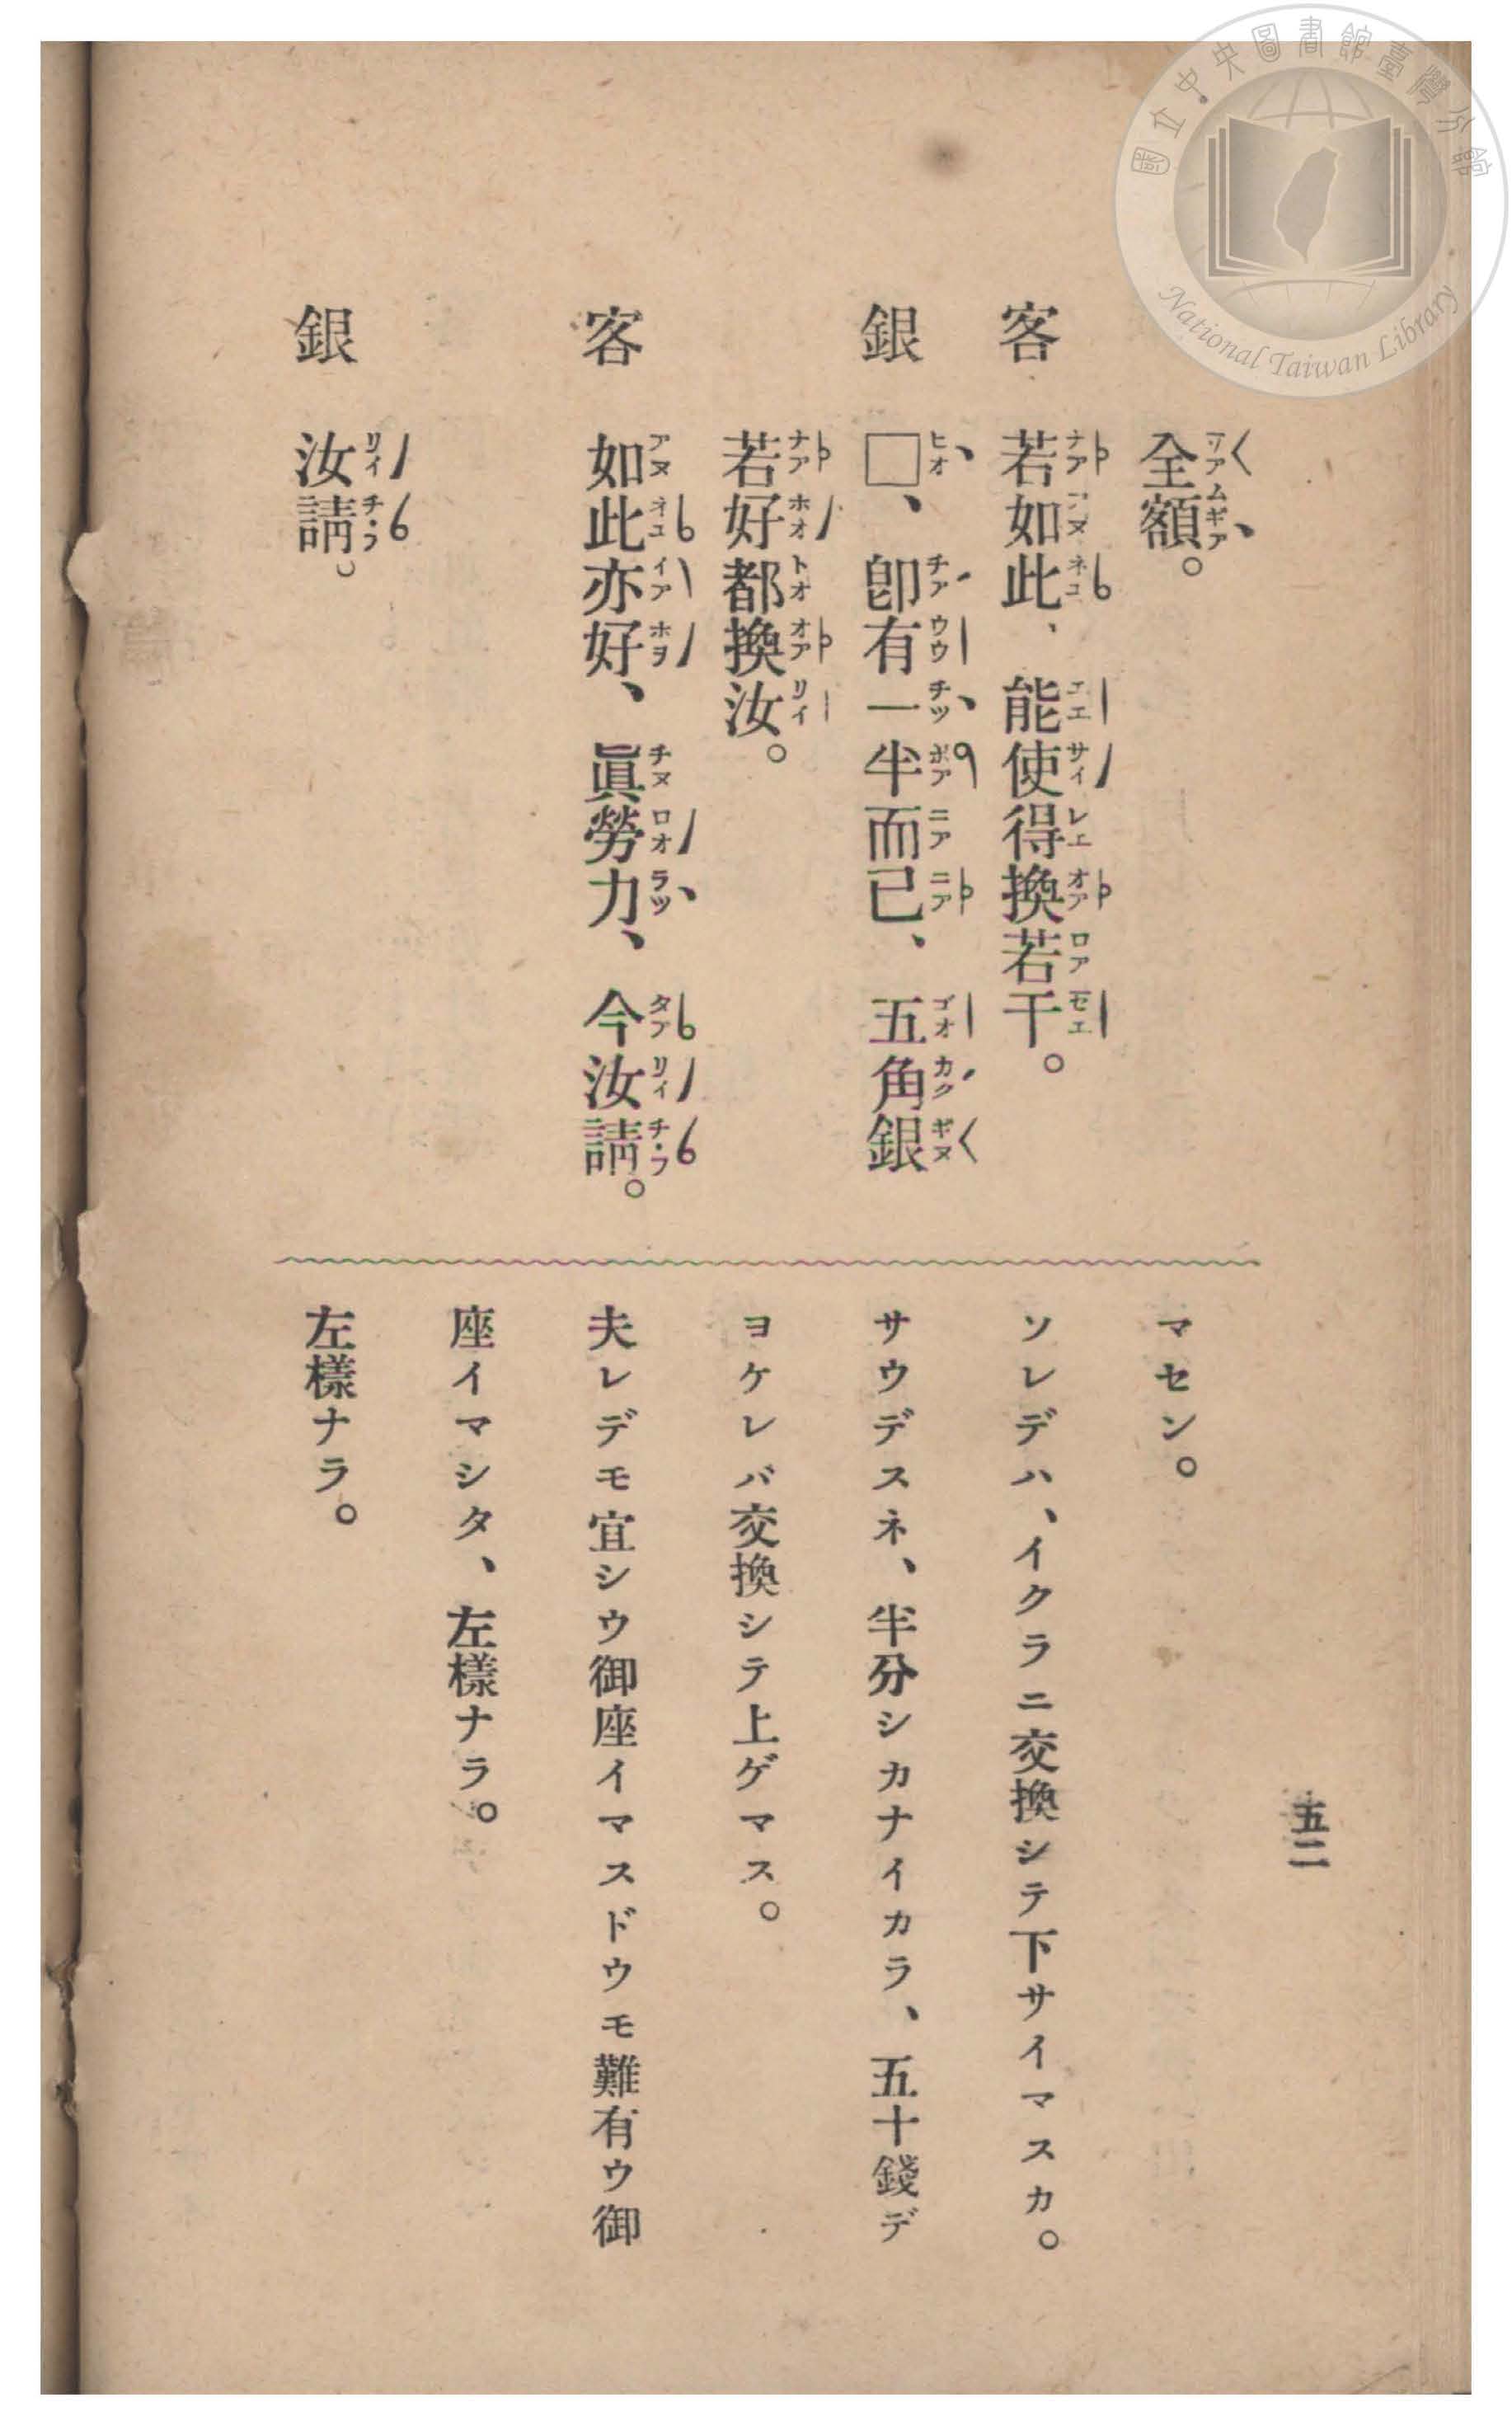 全額。
客 若如此、能使得換若干。
銀 □、卽有一半而已、五角銀
若好都換汝。
客 如此亦好、眞勞力、今汝請。
銀 汝請。
マセン。
ソレデハ、イクラニ交換シテ下サイマスカ。
サウデスネ、半分シカナイカラ、五十錢デ
ヨケレバ交換シテ上ゲマス。
夫レデモ宜シウ御座イマスドウモ難有ウ御
座イマシタ、左樣ナラ。
左樣ナラ。
五二
國立中央圖書館臺灣分館
National Taiwan Library